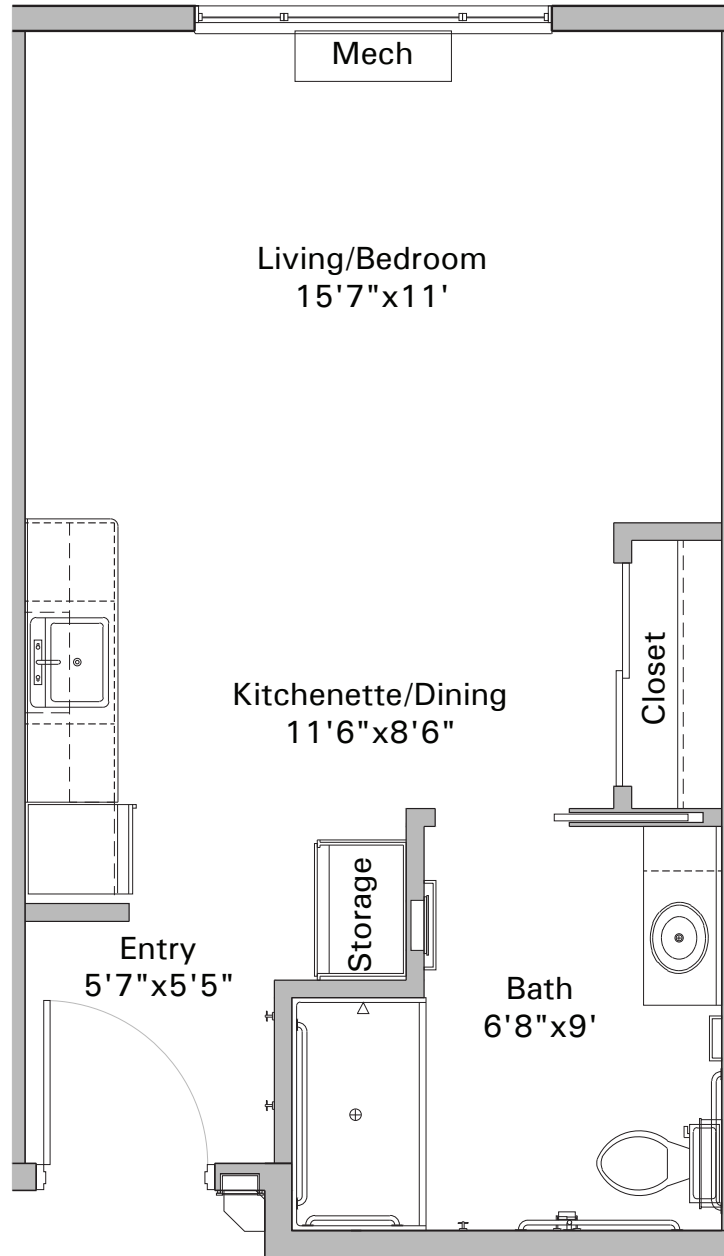 Mech
Living/Bedroom
15'7"x11'
Closet
Kitchenette/Dining
11'6"x8'6"
Storage
Entry
5'7"x5'5"
Bath
6'8"x9'